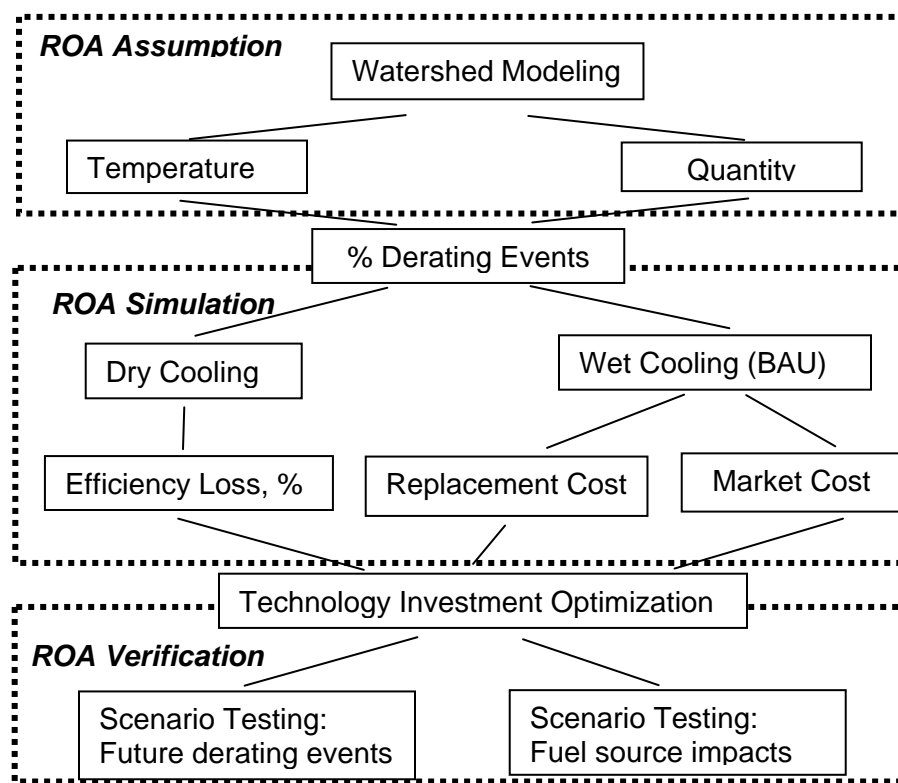 ROA Assumption
Watershed Modeling
Temperature
Quantity
% Derating Events
ROA Simulation
Dry Cooling
Wet Cooling (BAU)
Efficiency Loss, %
Replacement Cost
Market Cost
Technology Investment Optimization
ROA Verification
Scenario Testing:
Future derating events
Scenario Testing:
Fuel source impacts